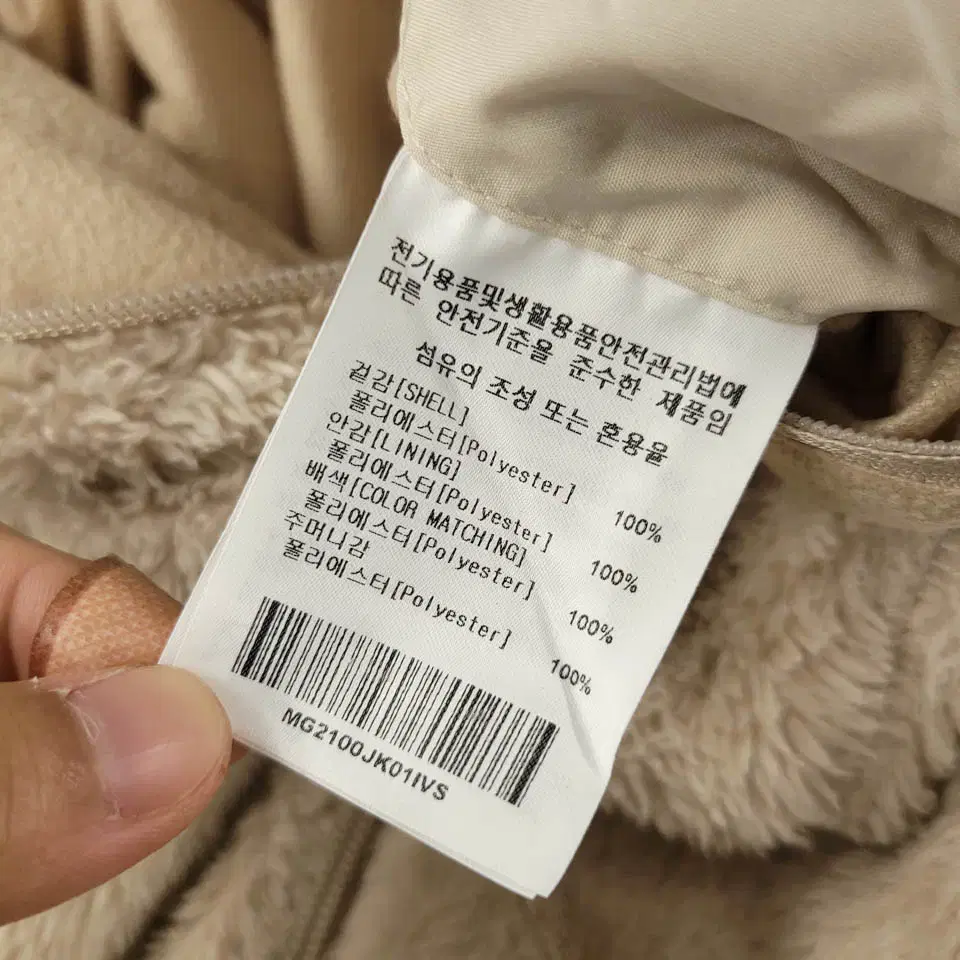 전기용품및생활용품안전관리법에
따른 안전기준을 준수한 제품임
섬유의 조성 또는 혼용율
겉감[SHELL]
폴리에스터[Polyester] 100%
안감[LINING]
폴리에스터[Polyester] 100%
배색[COLOR MATCHING]
폴리에스터[Polyester] 100%
주머니감
폴리에스터[Polyester] 100%
MG2100JK01IVS